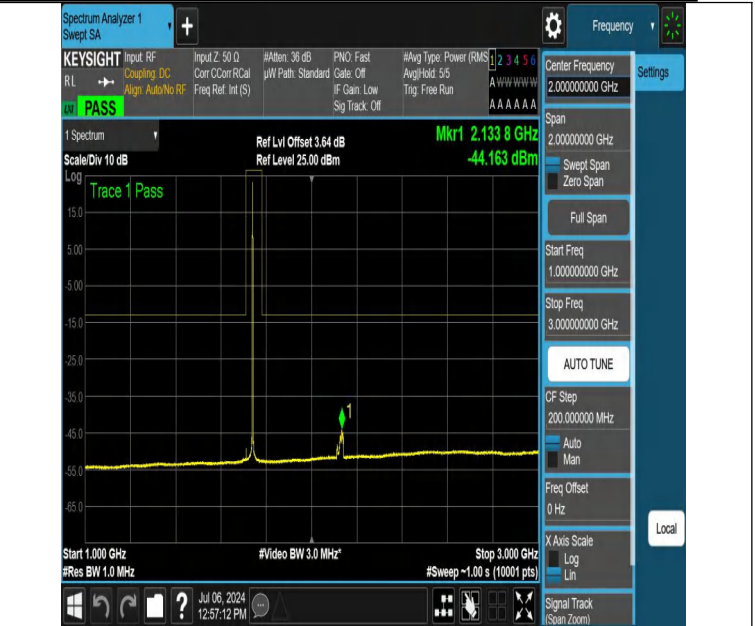 Spectrum Analyzer 1
Swept SA
Frequency
KEYSIGHT
RL
PASS
Input: RF
Coupling: DC
Align: Auto/No RF
Input Z: 50 Ω
Corr CCorr RCal
Freq Ref: Int (S)
#Atten: 36 dB
µW Path: Standard
PNO: Fast
Gate: Off
IF Gain: Low
Sig Track: Off
#Avg Type: Power (RMS
Avg|Hold: 5/5
Trig: Free Run
1 2 3 4 5 6
A W W W W W
A A A A A A
Center Frequency
2.000000000 GHz
Settings
Span
2.00000000 GHz
Swept Span
Zero Span
Full Span
Start Freq
1.000000000 GHz
Stop Freq
3.000000000 GHz
AUTO TUNE
CF Step
200.000000 MHz
Auto
Man
Freq Offset
0 Hz
X Axis Scale
Log
Lin
Signal Track
(Span Zoom)
Local
1 Spectrum
Scale/Div 10 dB
Ref Lvl Offset 3.64 dB
Ref Level 25.00 dBm
Mkr1 2.133 8 GHz
-44.163 dBm
Log
Trace 1 Pass
15.0
5.00
-5.00
-15.0
-25.0
-35.0
-45.0
-55.0
-65.0
1
Start 1.000 GHz
#Res BW 1.0 MHz
#Video BW 3.0 MHz*
Stop 3.000 GHz
#Sweep ~1.00 s (10001 pts)
?
Jul 06, 2024
12:57:12 PM